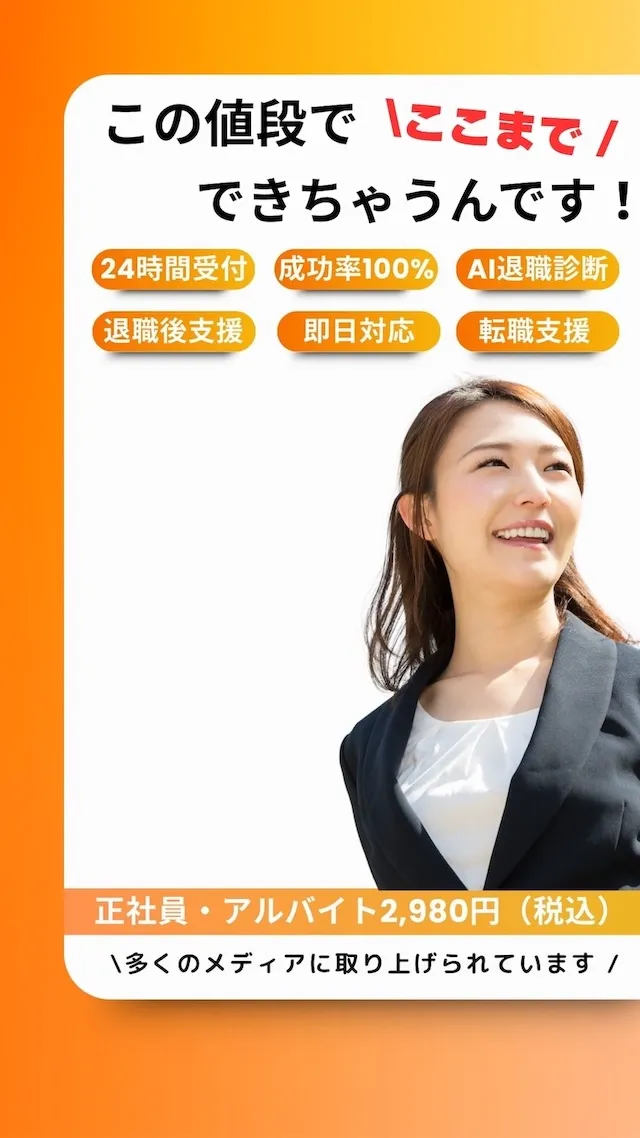 この値段で \ここまで /
できちゃうんです！
24時間受付 成功率100% AI退職診断
退職後支援 即日対応 転職支援
正社員・アルバイト2,980円（税込）
\多くのメディアに取り上げられています /